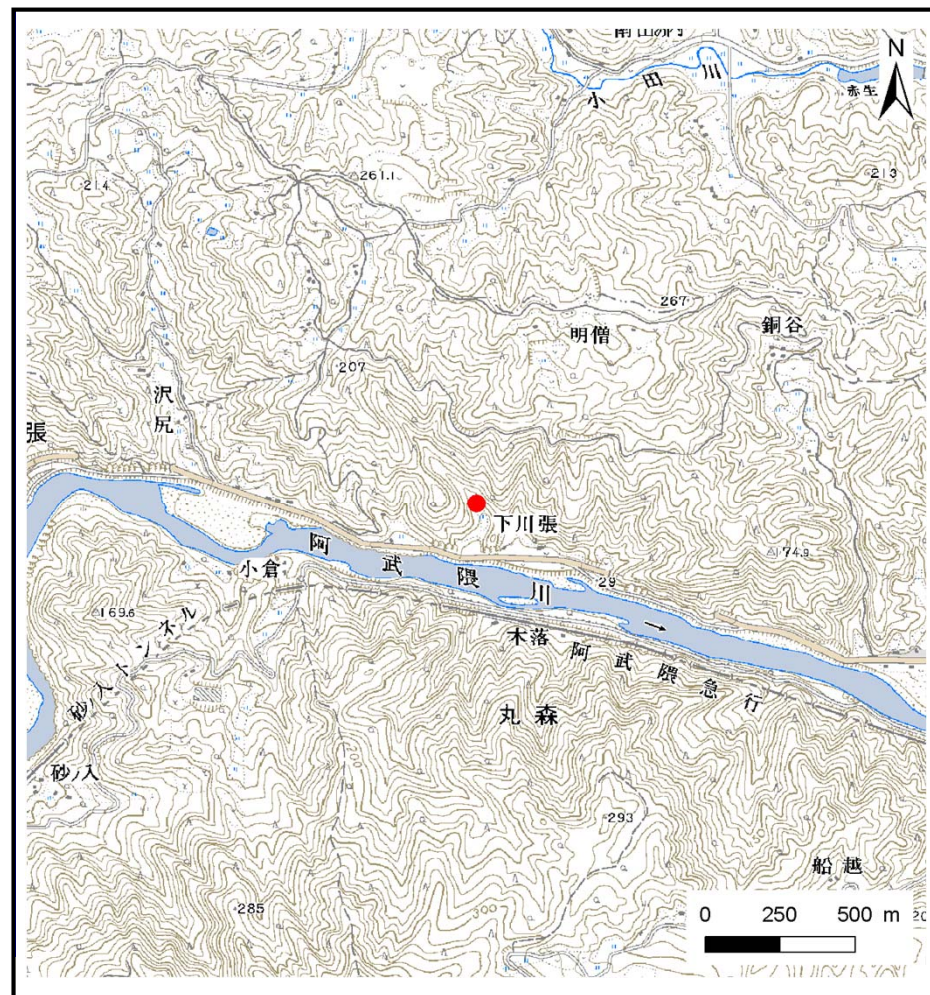 N
小田川
赤生
261.1
214
213
267
銅谷
明僧
207
沢尻
張
下川張
174.9
阿武隈川
29
小倉
169.6
木落
阿武隈急行
砂ノ入トンネル
丸森
砂ノ入
293
船越
285
300
0 250 500 m